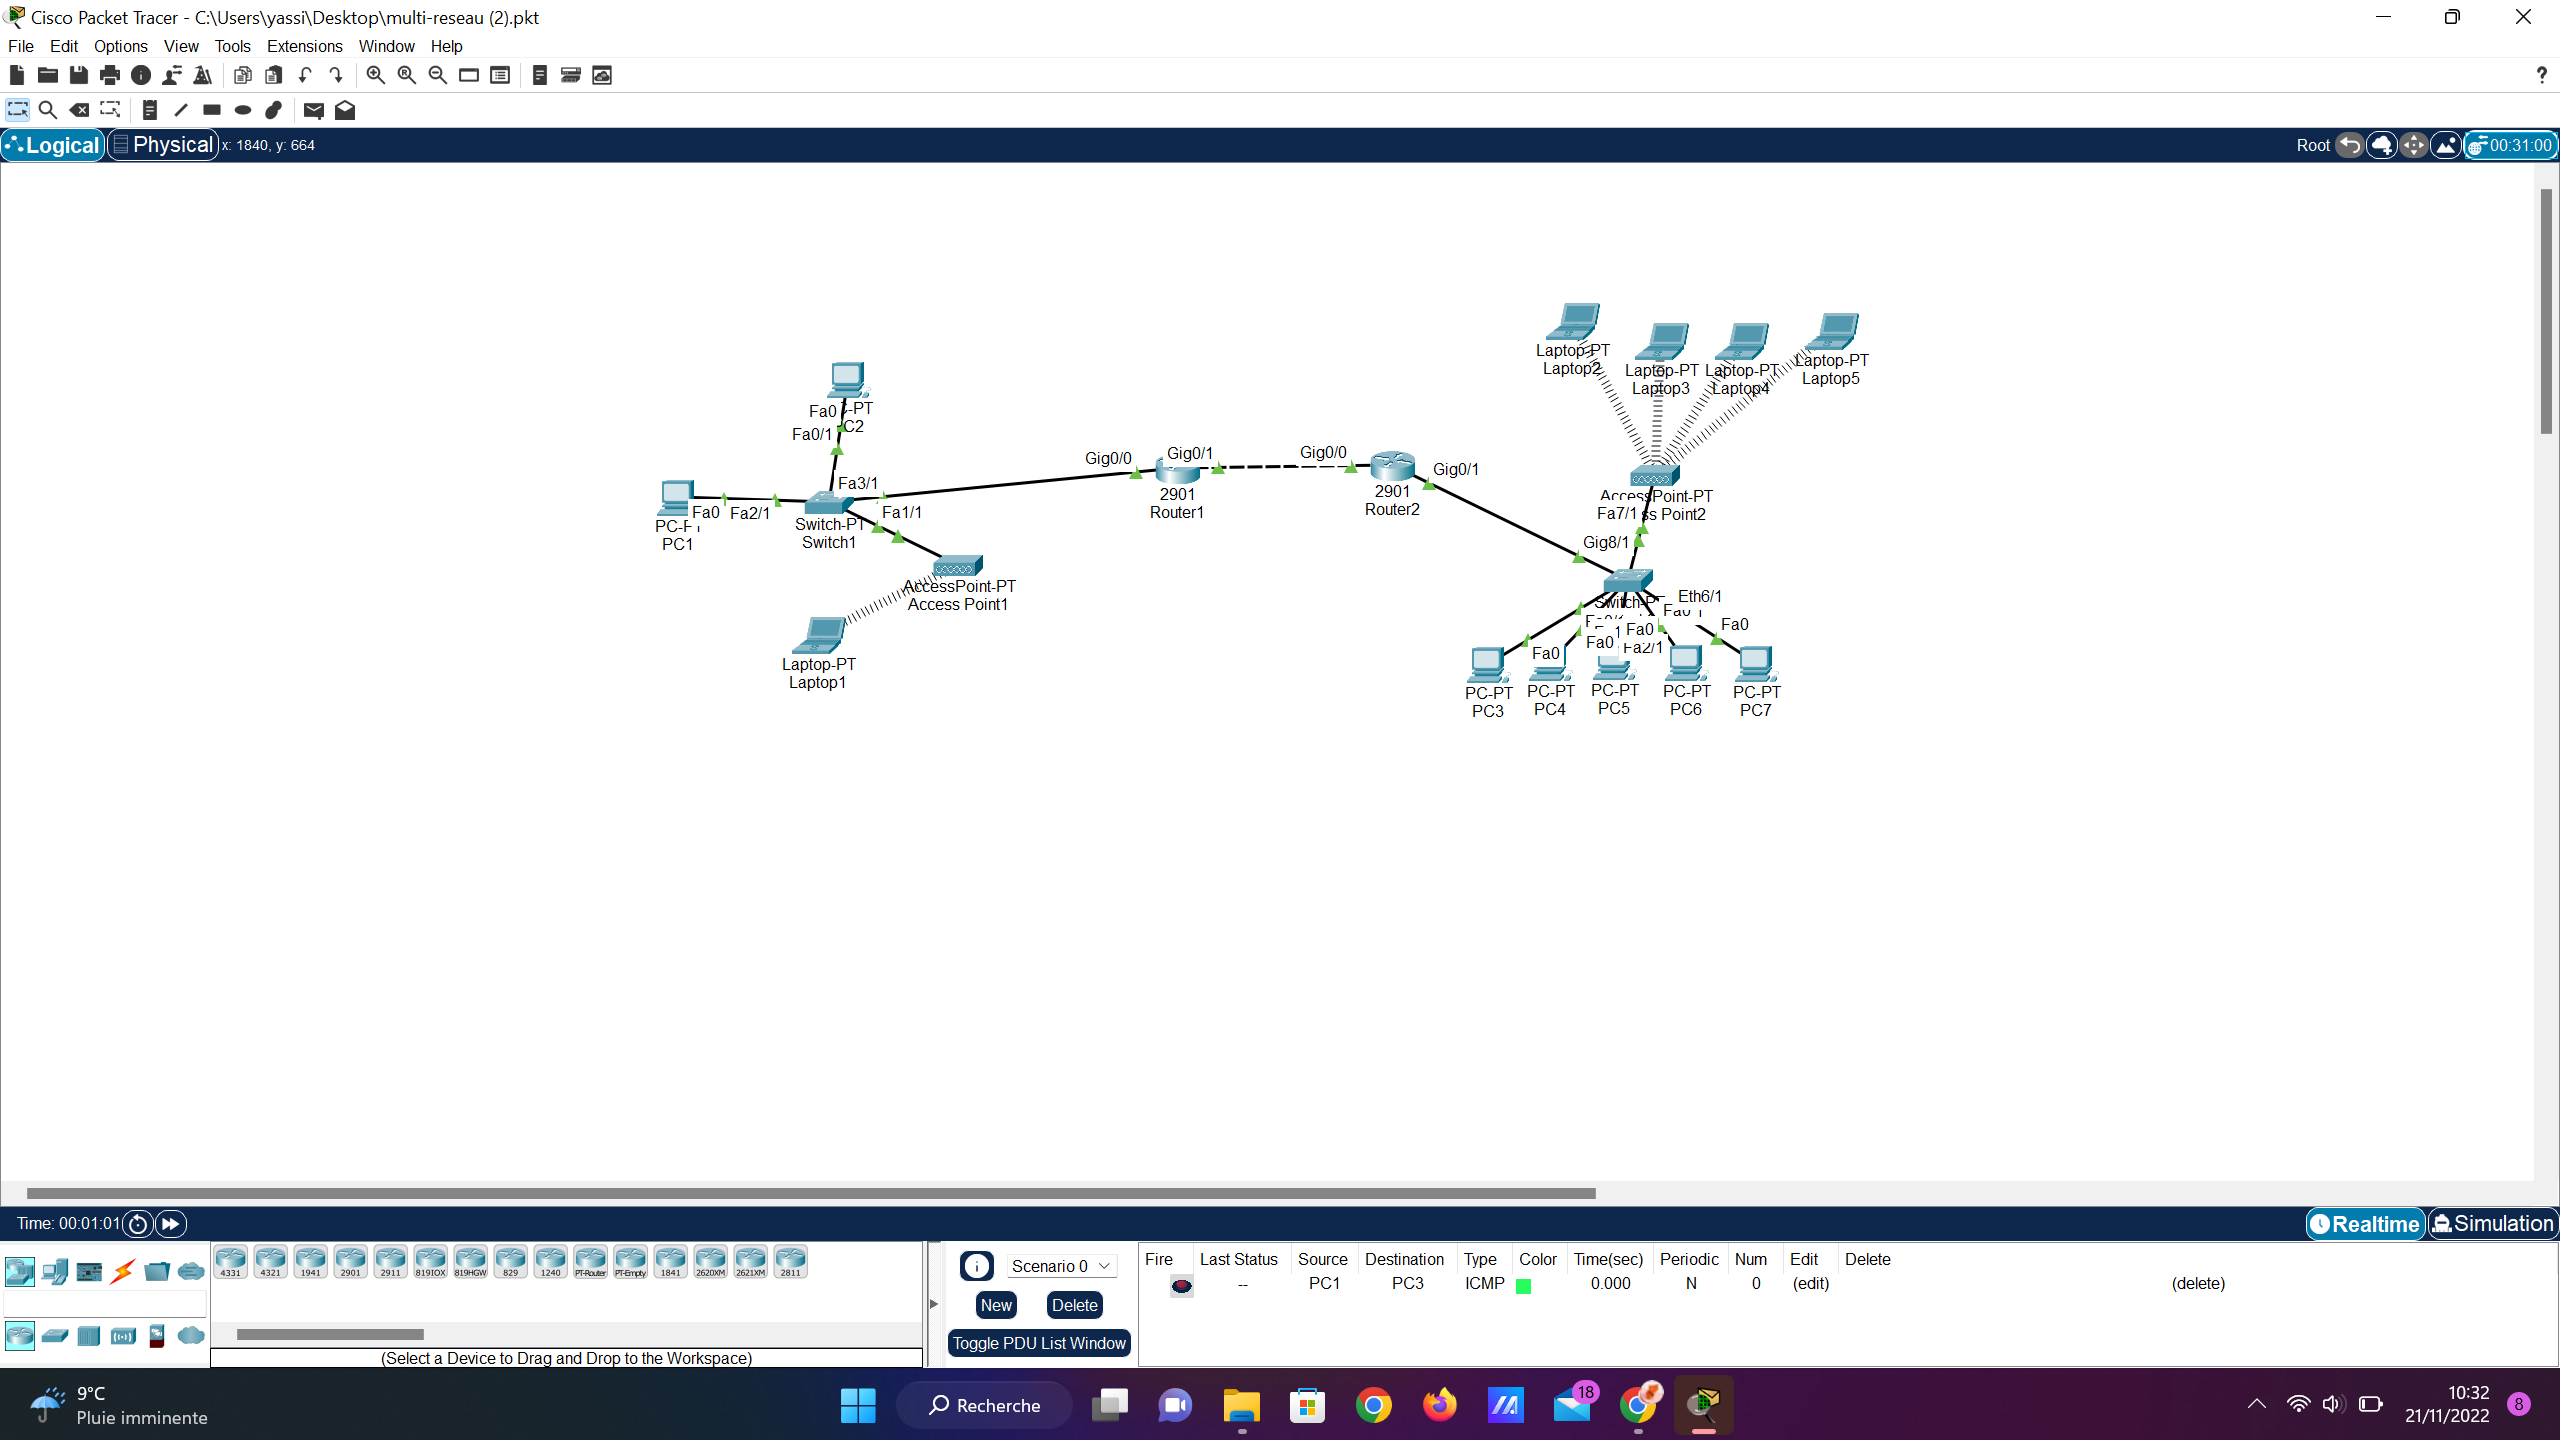 Cisco Packet Tracer - C:\Users\yassi\Desktop\multi-reseau (2).pkt
File Edit Options View Tools Extensions Window Help
?
Logical Physical x: 1840, y: 664
Root 00:31:00
Laptop-PT
Laptop2
Laptop-PT
Laptop3
Laptop-PT
Laptop4
Laptop-PT
Laptop5
Fa0 -PT
C2
Fa0/1
Fa3/1
Fa0 Fa2/1
PC1
Switch-PT
Switch1
Fa1/1
AccessPoint-PT
Access Point1
Laptop-PT
Laptop1
Gig0/0
Gig0/1
2901
Router1
Gig0/0
2901
Router2
Gig0/1
AccessPoint-PT
Fa7/1 ss Point2
Gig8/1
Switch-P
Eth6/1
Fa0
Fa0
Fa0
Fa2/1
Fa0
PC-PT
PC3
PC-PT
PC4
PC-PT
PC5
PC-PT
PC6
PC-PT
PC7
Time: 00:01:01
Realtime Simulation
4331 4321 1941 2901 2911 819IOX 819HGW 829 1240 PT-Router PT-Empty 1841 2620XM 2621XM 2811
(Select a Device to Drag and Drop to the Workspace)
Scenario 0
New Delete
Toggle PDU List Window
Fire Last Status Source Destination Type Color Time(sec) Periodic Num Edit Delete
-- PC1 PC3 ICMP 0.000 N 0 (edit) (delete)
9°C
Pluie imminente
Recherche
18
10:32
21/11/2022
8